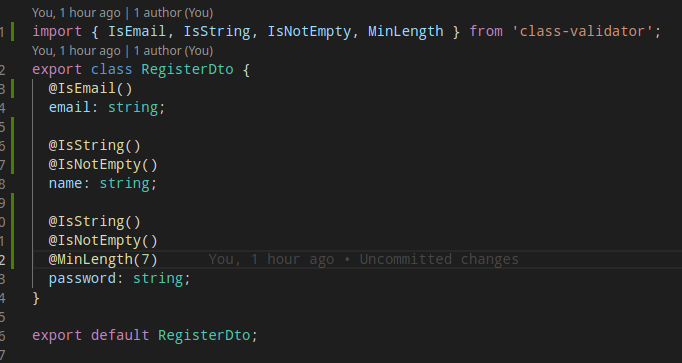 You, 1 hour ago | 1 author (You)
1 import { IsEmail, IsString, IsNotEmpty, MinLength } from 'class-validator';
You, 1 hour ago | 1 author (You)
2 export class RegisterDto {
3 @IsEmail()
4 email: string;
5
6 @IsString()
7 @IsNotEmpty()
8 name: string;
9
0 @IsString()
1 @IsNotEmpty()
2 @MinLength(7) You, 1 hour ago • Uncommitted changes
3 password: string;
4 }
5
6 export default RegisterDto;
7